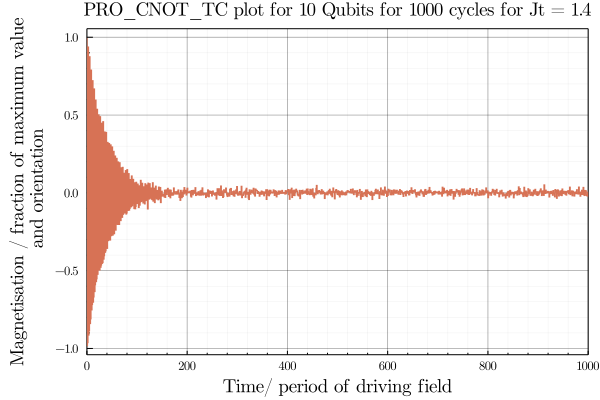 PRO_CNOT_TC plot for 10 Qubits for 1000 cycles for Jt = 1.4
Magnetisation / fraction of maximum value
and orientation
1.0
0.5
0.0
−0.5
−1.0
0 200 400 600 800 1000
Time/ period of driving field